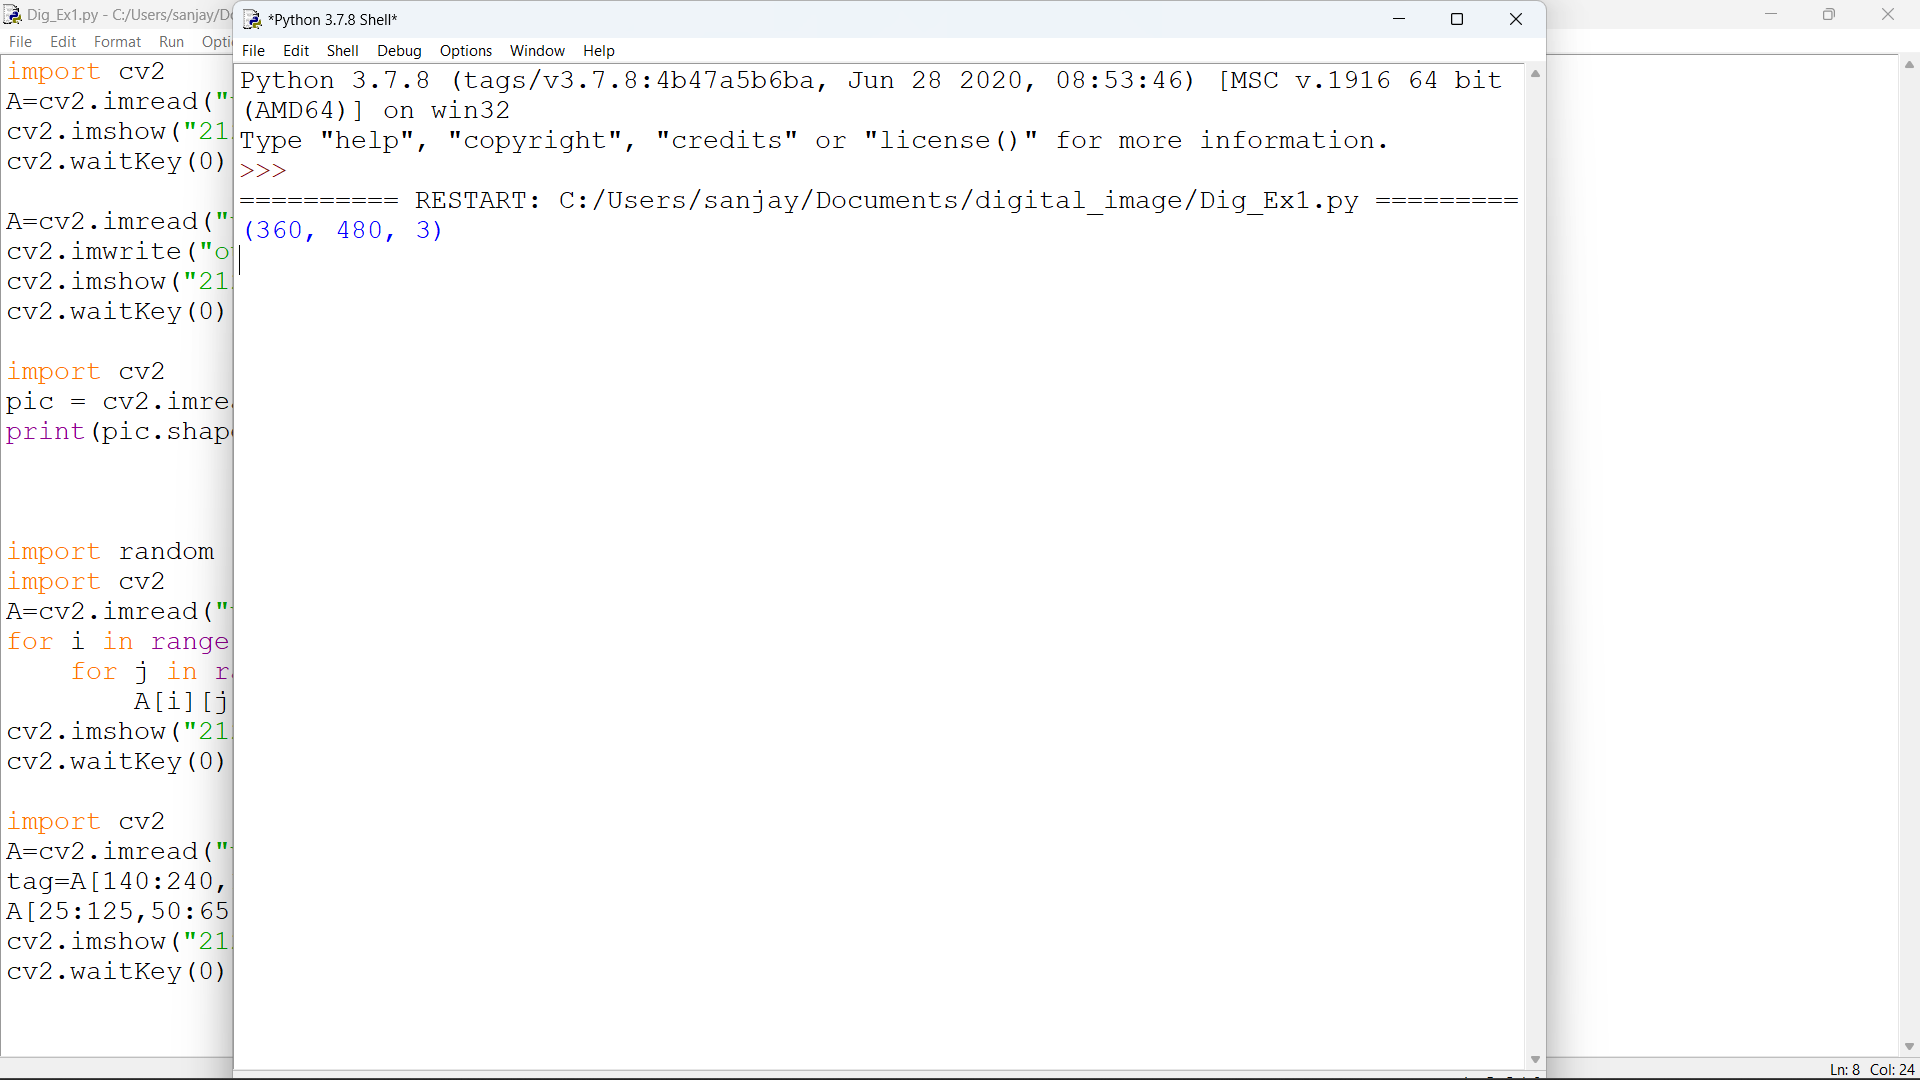 Dig_Ex1.py - C:/Users/sanjay/Do
File Edit Format Run Opti
import cv2
A=cv2.imread("
cv2.imshow("21
cv2.waitKey(0)
A=cv2.imread("
cv2.imwrite("o
cv2.imshow("21
cv2.waitKey(0)
import cv2
pic = cv2.imre
print(pic.shap
import random
import cv2
A=cv2.imread("
for i in range
for j in r
A[i][j
cv2.imshow("21
cv2.waitKey(0)
import cv2
A=cv2.imread("
tag=A[140:240,
A[25:125,50:65
cv2.imshow("21
cv2.waitKey(0)
*Python 3.7.8 Shell*
File Edit Shell Debug Options Window Help
Python 3.7.8 (tags/v3.7.8:4b47a5b6ba, Jun 28 2020, 08:53:46) [MSC v.1916 64 bit
(AMD64)] on win32
Type "help", "copyright", "credits" or "license()" for more information.
>>>
========== RESTART: C:/Users/sanjay/Documents/digital_image/Dig_Ex1.py =========
(360, 480, 3)
Ln: 8 Col: 24